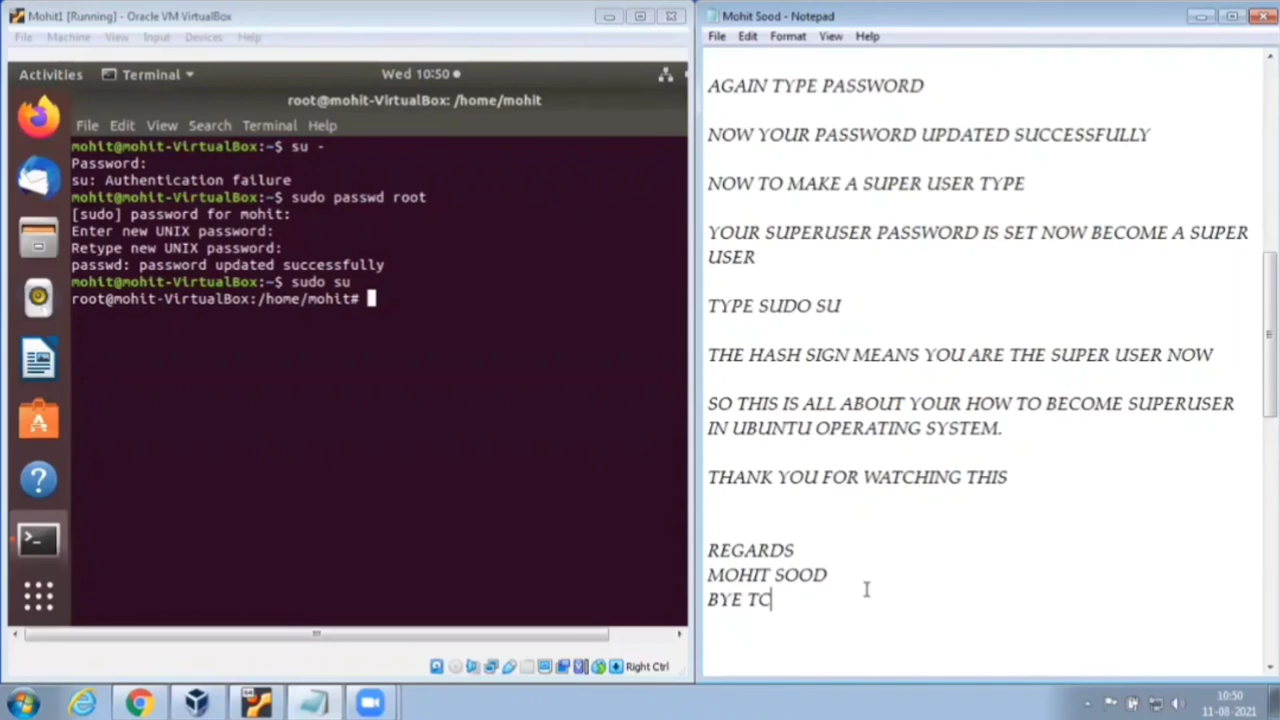 Mohit1 [Running] - Oracle VM VirtualBox
File Machine View Input Devices Help
Activities Terminal Wed 10:50
root@mohit-VirtualBox: /home/mohit
File Edit View Search Terminal Help
mohit@mohit-VirtualBox:~$ su -
Password:
su: Authentication failure
mohit@mohit-VirtualBox:~$ sudo passwd root
[sudo] password for mohit:
Enter new UNIX password:
Retype new UNIX password:
passwd: password updated successfully
mohit@mohit-VirtualBox:~$ sudo su
root@mohit-VirtualBox:/home/mohit#
Right Ctrl
Mohit Sood - Notepad
File Edit Format View Help
AGAIN TYPE PASSWORD
NOW YOUR PASSWORD UPDATED SUCCESSFULLY
NOW TO MAKE A SUPER USER TYPE
YOUR SUPERUSER PASSWORD IS SET NOW BECOME A SUPER
USER
TYPE SUDO SU
THE HASH SIGN MEANS YOU ARE THE SUPER USER NOW
SO THIS IS ALL ABOUT YOUR HOW TO BECOME SUPERUSER
IN UBUNTU OPERATING SYSTEM.
THANK YOU FOR WATCHING THIS
REGARDS
MOHIT SOOD
BYE TC
10:50
11-08-2021